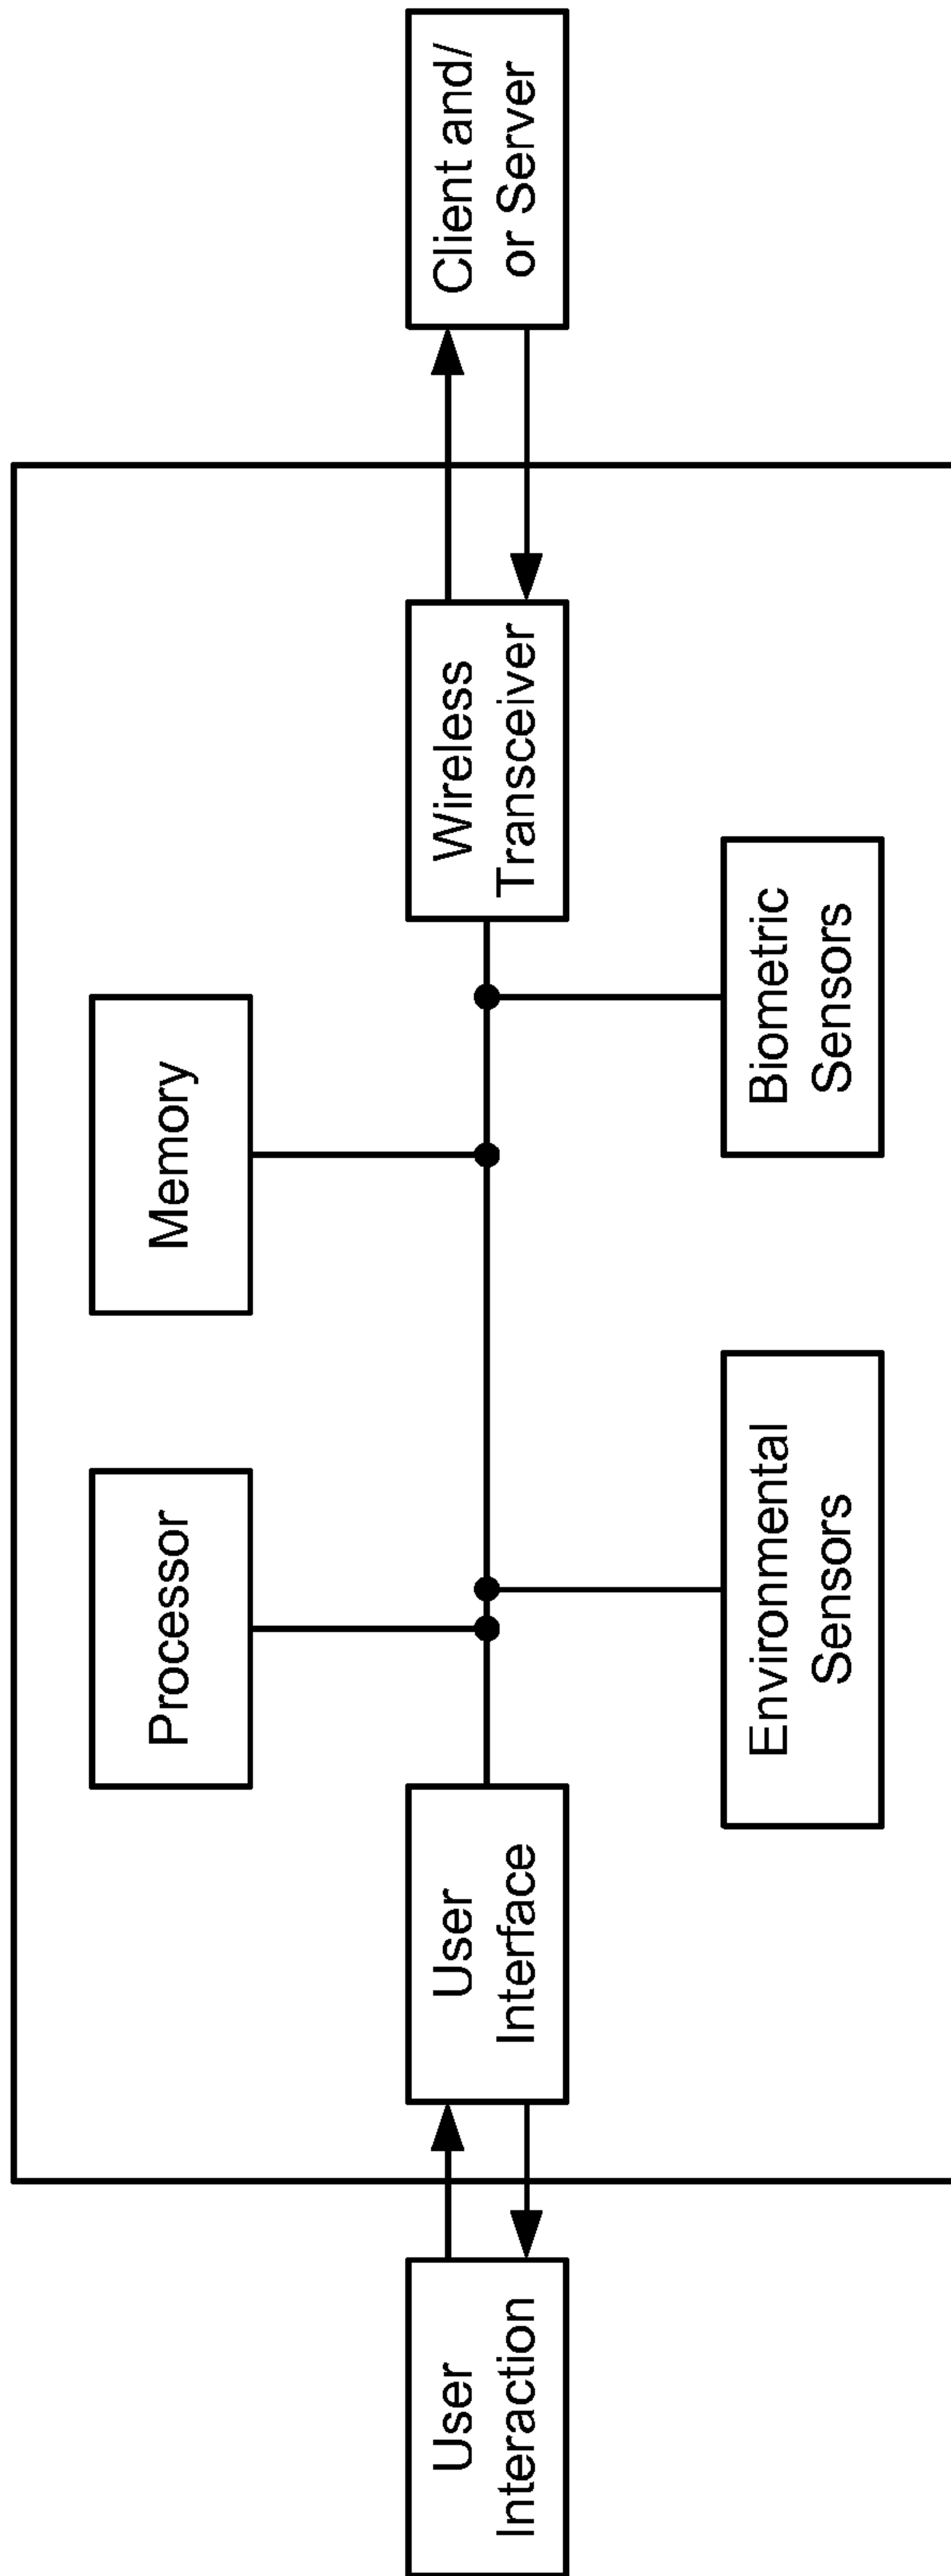 User
Interaction
User
Interface
Processor
Memory
Environmental
Sensors
Biometric
Sensors
Wireless
Transceiver
Client and/
or Server